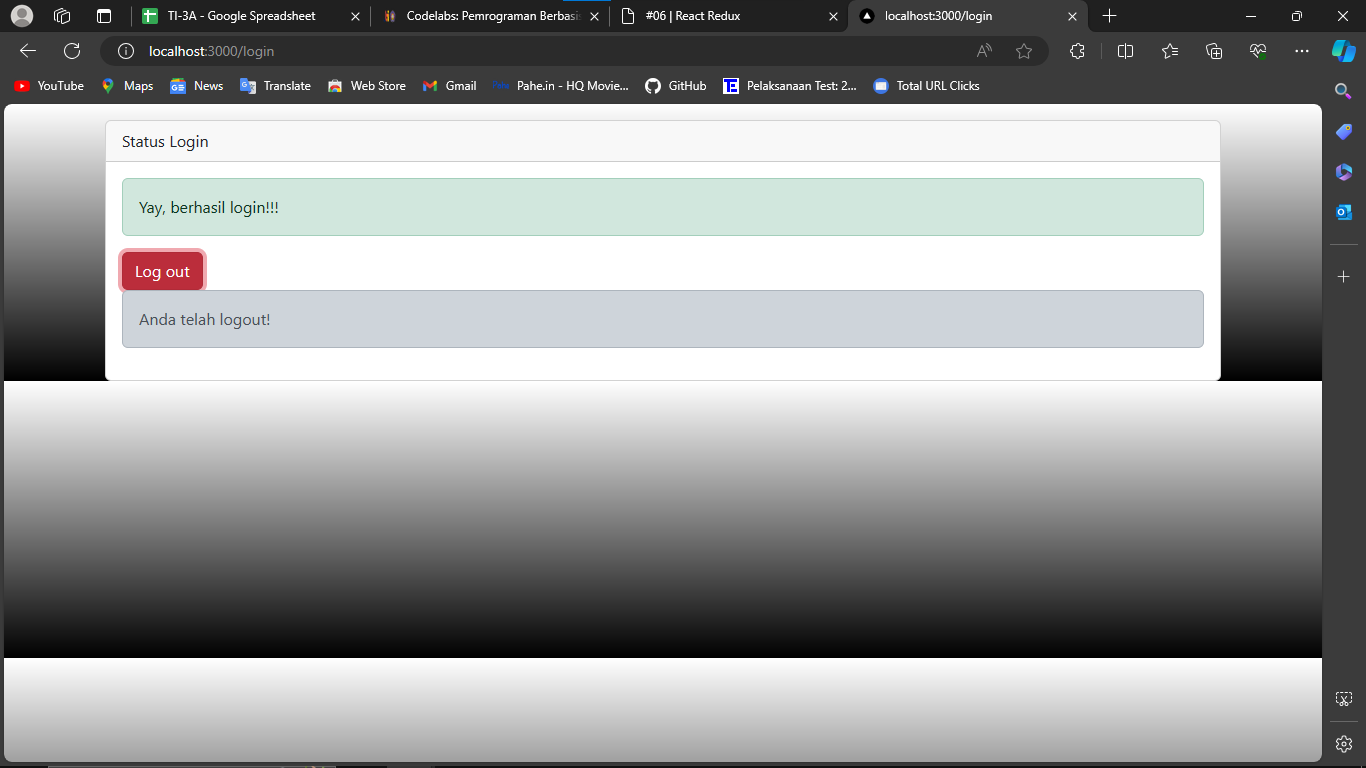 TI-3A - Google Spreadsheet
Codelabs: Pemrograman Berbasis
#06 | React Redux
localhost:3000/login
localhost:3000/login
YouTube
Maps
News
Translate
Web Store
Gmail
Pahe.in - HQ Movie...
GitHub
Pelaksanaan Test: 2...
Total URL Clicks
Status Login
Yay, berhasil login!!!
Log out
Anda telah logout!